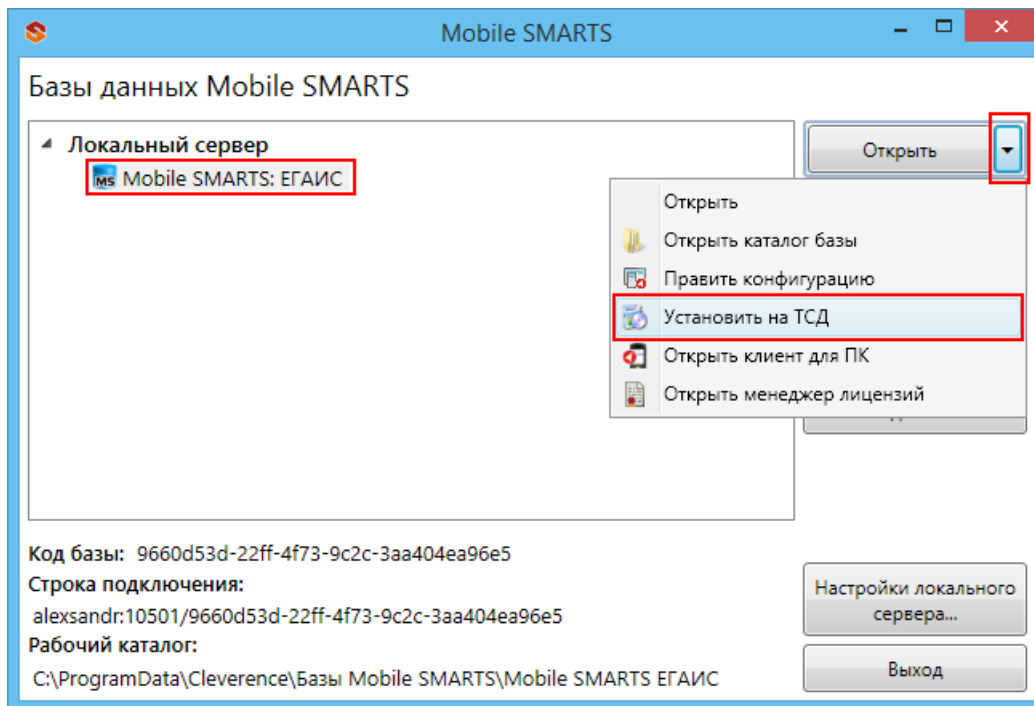 Mobile SMARTS
Базы данных Mobile SMARTS
Локальный сервер
MS Mobile SMARTS: ЕГАИС
Открыть
Открыть
Открыть каталог базы
Править конфигурацию
Установить на ТСД
Открыть клиент для ПК
Открыть менеджер лицензий
Код базы: 9660d53d-22ff-4f73-9c2c-3aa404ea96e5
Строка подключения:
alexsandr:10501/9660d53d-22ff-4f73-9c2c-3aa404ea96e5
Рабочий каталог:
C:\ProgramData\Cleverence\Базы Mobile SMARTS\Mobile SMARTS ЕГАИС
Настройки локального
сервера...
Выход